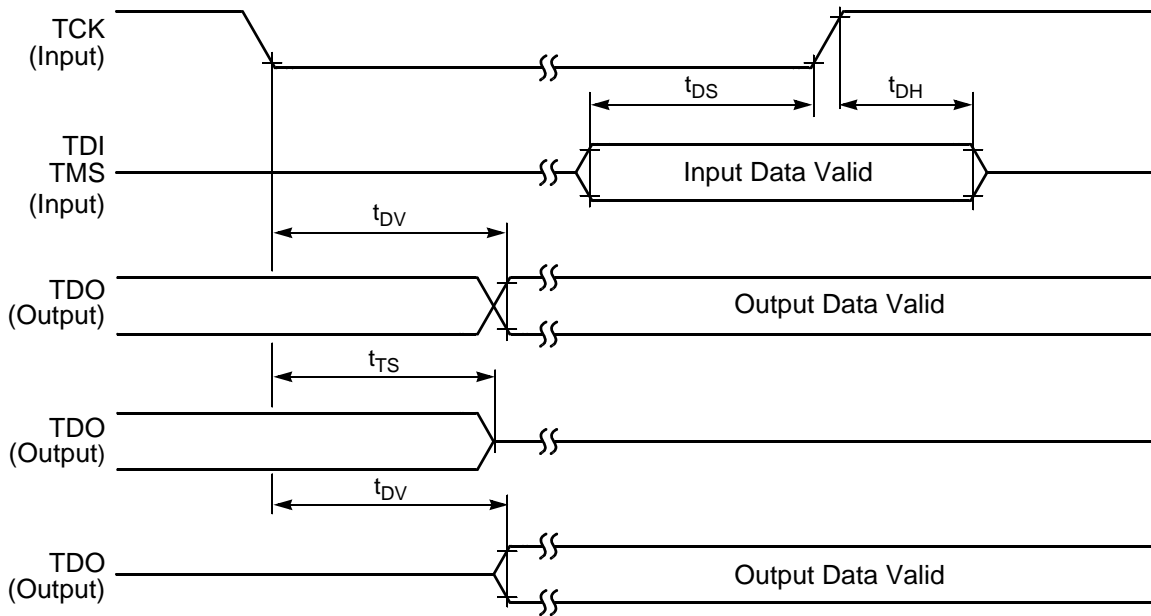 TCK
(Input)
tDS
tDH
TDI
TMS
(Input)
Input Data Valid
tDV
TDO
(Output)
Output Data Valid
tTS
TDO
(Output)
tDV
TDO
(Output)
Output Data Valid